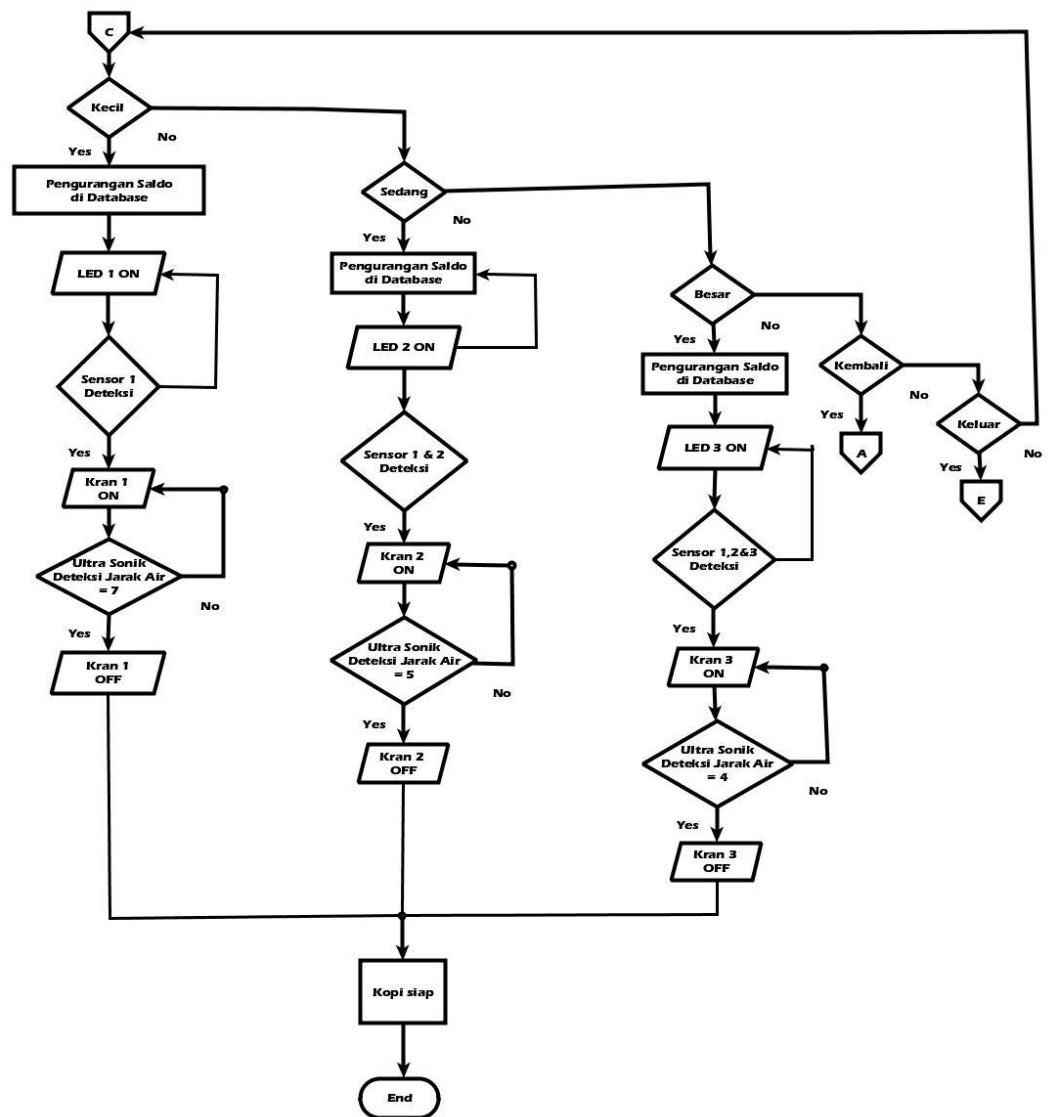 C
Kecil
No
Yes
Pengurangan Saldo
di Database
LED 1 ON
Sensor 1
Deteksi
Yes
Kran 1
ON
Ultra Sonik
Deteksi Jarak Air
= 7
No
Yes
Kran 1
OFF
Sedang
No
Yes
Pengurangan Saldo
di Database
LED 2 ON
Sensor 1 & 2
Deteksi
Yes
Kran 2
ON
Ultra Sonik
Deteksi Jarak Air
= 5
No
Yes
Kran 2
OFF
Besar
No
Yes
Pengurangan Saldo
di Database
LED 3 ON
Sensor 1,2&3
Deteksi
Yes
Kran 3
ON
Ultra Sonik
Deteksi Jarak Air
= 4
No
Yes
Kran 3
OFF
Kembali
No
Yes
A
Keluar
No
Yes
E
Kopi siap
End